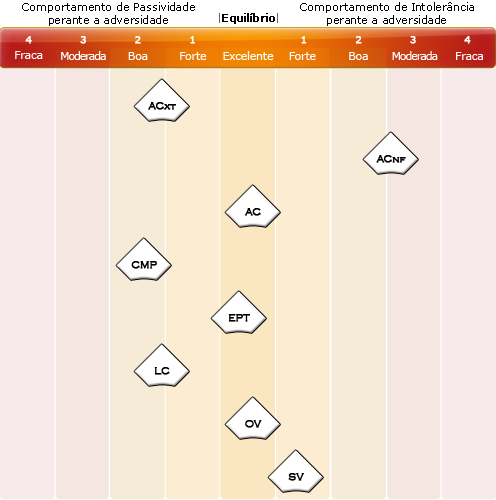 Comportamento de Passividade
perante a adversidade
|Equilíbrio|
Comportamento de Intolerância
perante a adversidade
4 3 2 1 1 2 3 4
Fraca Moderada Boa Forte Excelente Forte Boa Moderada Fraca
ACXT
ACNF
AC
CMP
EPT
LC
OV
SV